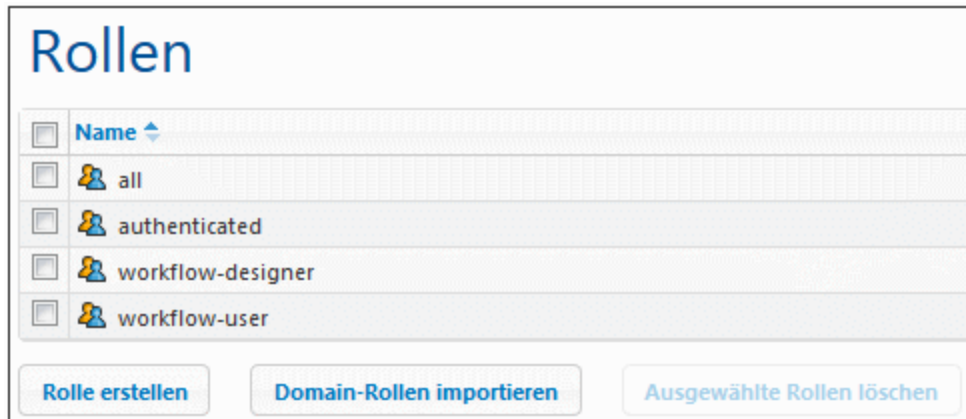 Rollen
Name
all
authenticated
workflow-designer
workflow-user
Rolle erstellen Domain-Rollen importieren Ausgewählte Rollen löschen